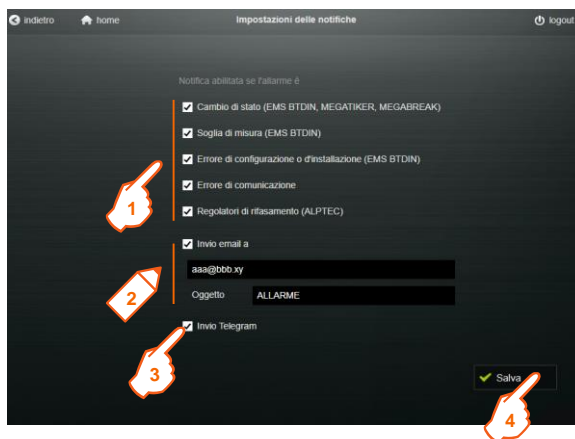 indietro home Impostazioni delle notifiche logout
Notifica abilitata se l'allarme è
Cambio di stato (EMS BTDIN, MEGATIKER, MEGABREAK)
Soglia di misura (EMS BTDIN)
Errore di configurazione o d'installazione (EMS BTDIN)
Errore di comunicazione
1
Regolatori di rifasamento (ALPTEC)
Invio email a
aaa@bbb.xy
2
Oggetto ALLARME
Invio Telegram
3
Salva
4